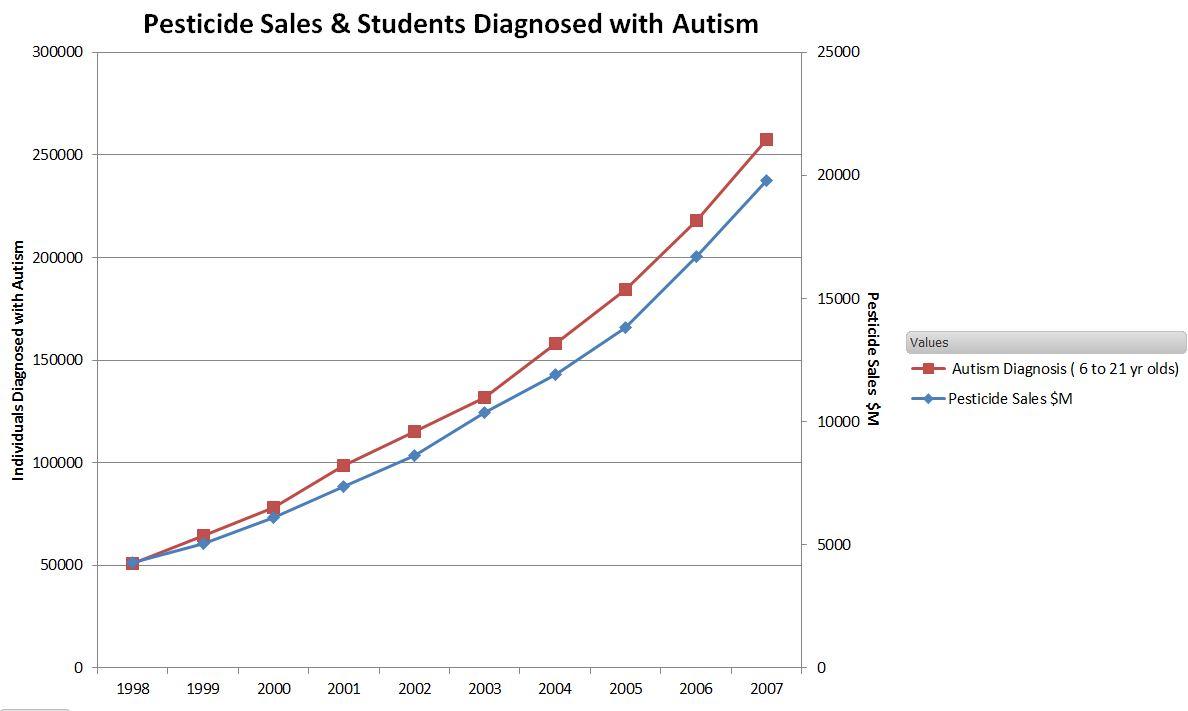 Pesticide Sales & Students Diagnosed with Autism
300000
250000
200000
150000
100000
50000
0
Individuals Diagnosed with Autism
25000
20000
15000
10000
5000
0
Pesticide Sales $M
1998 1999 2000 2001 2002 2003 2004 2005 2006 2007
Values
Autism Diagnosis ( 6 to 21 yr olds)
Pesticide Sales $M